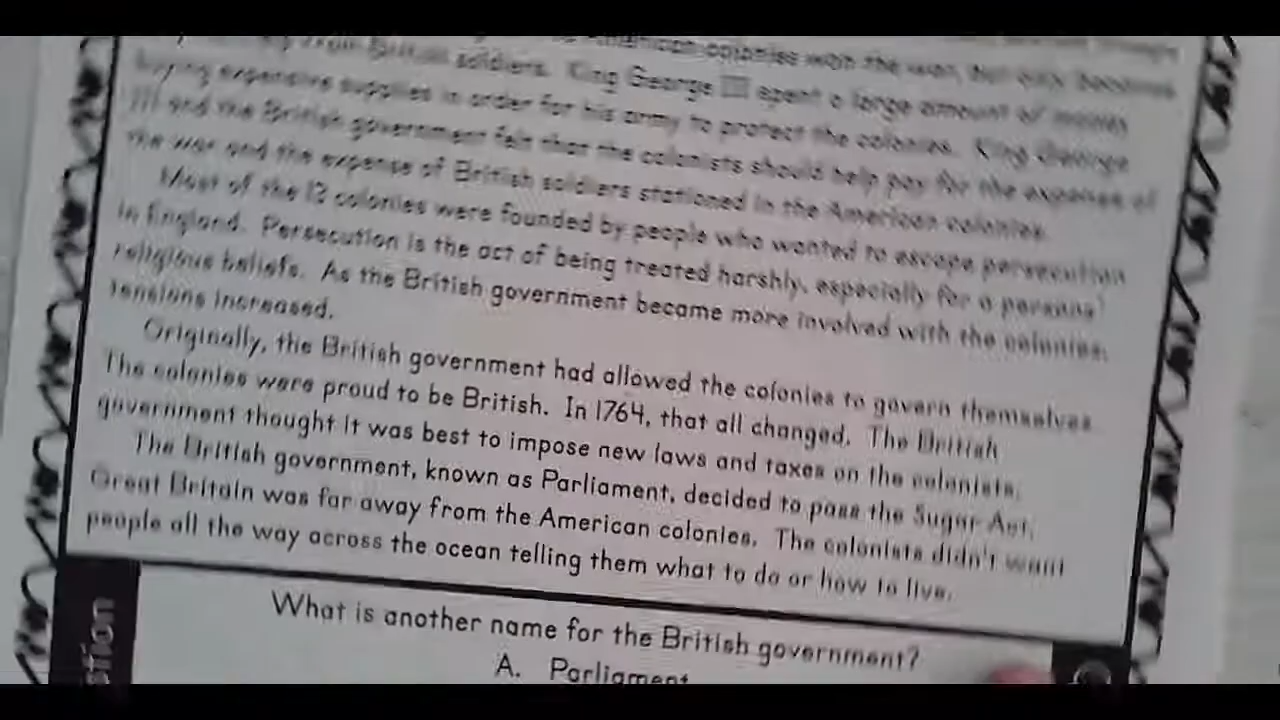 American colonies won the war, but only because
soldiers. King George III spent a large amount of money
buying expensive supplies in order for his army to protect the colonies. King George
III and the British government felt that the colonists should help pay for the expense of
the war and the expense of British soldiers stationed in the American colonies.
Most of the 13 colonies were founded by people who wanted to escape persecution
in England. Persecution is the act of being treated harshly, especially for a persons'
religious beliefs. As the British government became more involved with the colonies,
tensions increased.
Originally, the British government had allowed the colonies to govern themselves.
The colonies were proud to be British. In 1764, that all changed. The British
government thought it was best to impose new laws and taxes on the colonists.
The British government, known as Parliament, decided to pass the Sugar Act.
Great Britain was far away from the American colonies. The colonists didn't want
people all the way across the ocean telling them what to do or how to live.
What is another name for the British government?
A. Parliament